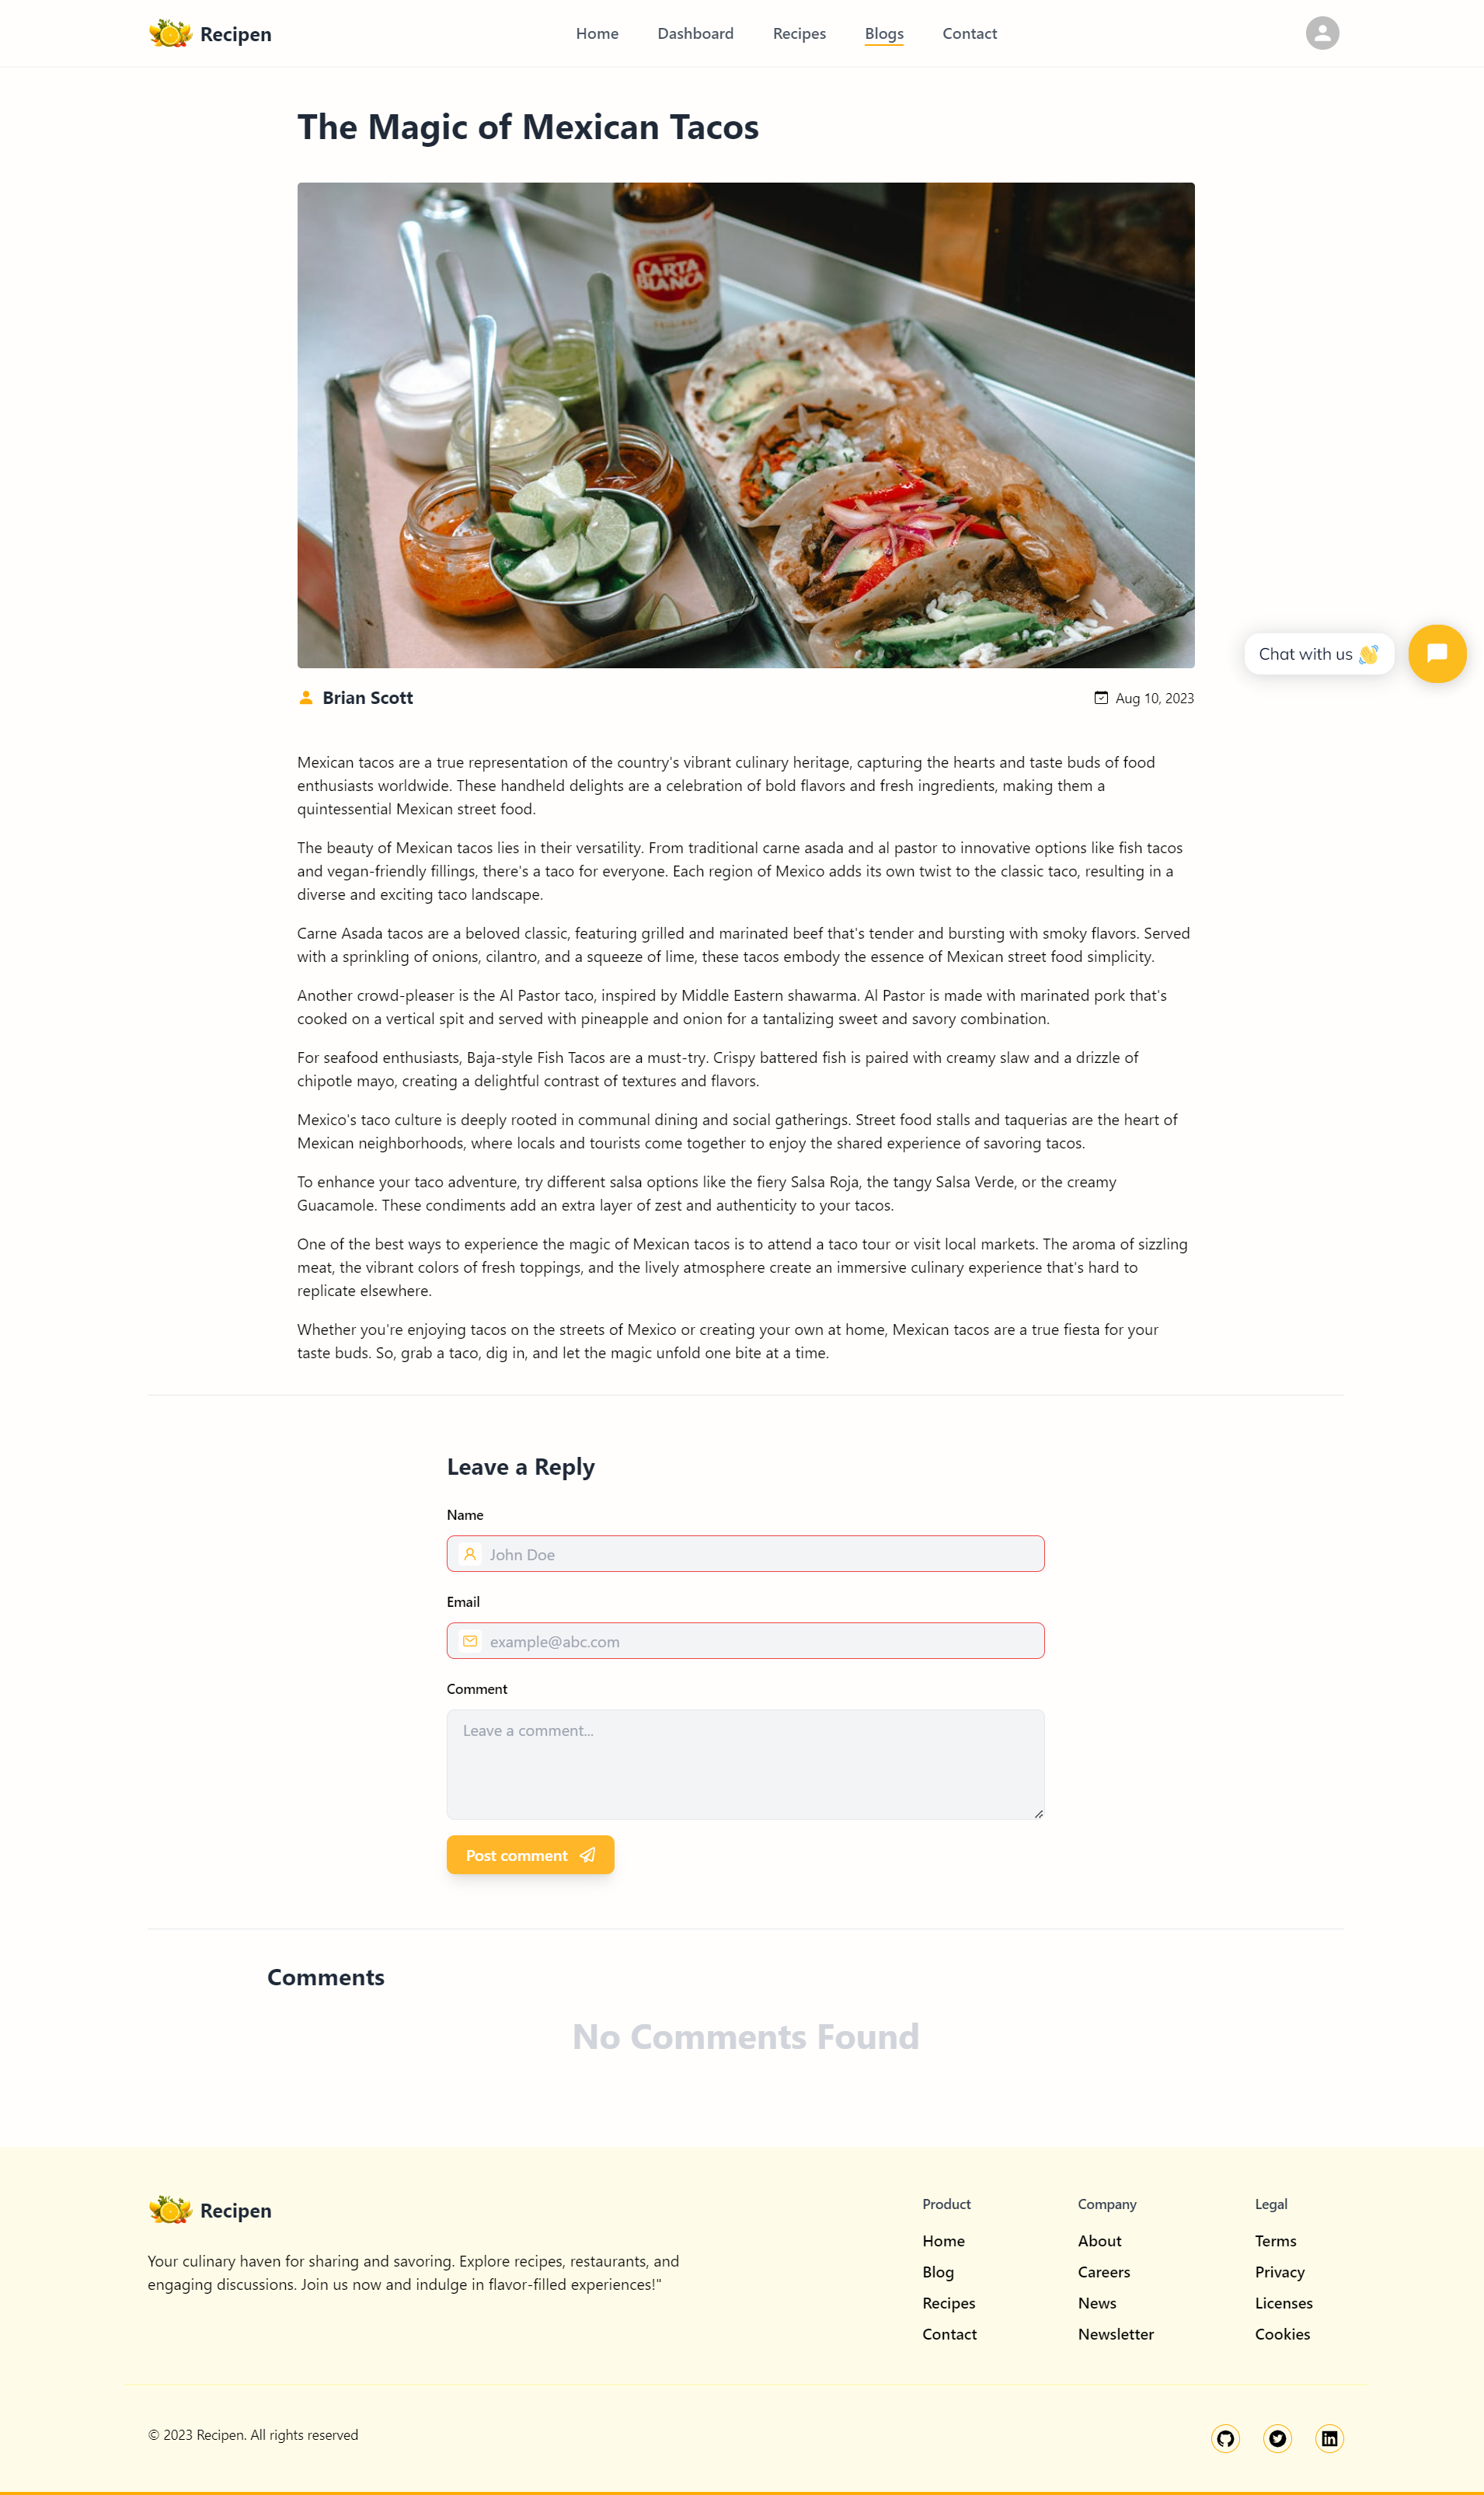 Recipen
Home
Dashboard
Recipes
Blogs
Contact
The Magic of Mexican Tacos
CARTA
BLANCA
Chat with us 👋
Brian Scott
Aug 10, 2023
Mexican tacos are a true representation of the country's vibrant culinary heritage, capturing the hearts and taste buds of food
enthusiasts worldwide. These handheld delights are a celebration of bold flavors and fresh ingredients, making them a
quintessential Mexican street food.
The beauty of Mexican tacos lies in their versatility. From traditional carne asada and al pastor to innovative options like fish tacos
and vegan-friendly fillings, there's a taco for everyone. Each region of Mexico adds its own twist to the classic taco, resulting in a
diverse and exciting taco landscape.
Carne Asada tacos are a beloved classic, featuring grilled and marinated beef that's tender and bursting with smoky flavors. Served
with a sprinkling of onions, cilantro, and a squeeze of lime, these tacos embody the essence of Mexican street food simplicity.
Another crowd-pleaser is the Al Pastor taco, inspired by Middle Eastern shawarma. Al Pastor is made with marinated pork that's
cooked on a vertical spit and served with pineapple and onion for a tantalizing sweet and savory combination.
For seafood enthusiasts, Baja-style Fish Tacos are a must-try. Crispy battered fish is paired with creamy slaw and a drizzle of
chipotle mayo, creating a delightful contrast of textures and flavors.
Mexico's taco culture is deeply rooted in communal dining and social gatherings. Street food stalls and taquerias are the heart of
Mexican neighborhoods, where locals and tourists come together to enjoy the shared experience of savoring tacos.
To enhance your taco adventure, try different salsa options like the fiery Salsa Roja, the tangy Salsa Verde, or the creamy
Guacamole. These condiments add an extra layer of zest and authenticity to your tacos.
One of the best ways to experience the magic of Mexican tacos is to attend a taco tour or visit local markets. The aroma of sizzling
meat, the vibrant colors of fresh toppings, and the lively atmosphere create an immersive culinary experience that's hard to
replicate elsewhere.
Whether you're enjoying tacos on the streets of Mexico or creating your own at home, Mexican tacos are a true fiesta for your
taste buds. So, grab a taco, dig in, and let the magic unfold one bite at a time.
Leave a Reply
Name
John Doe
Email
example@abc.com
Comment
Leave a comment...
Post comment
Comments
No Comments Found
Recipen
Your culinary haven for sharing and savoring. Explore recipes, restaurants, and
engaging discussions. Join us now and indulge in flavor-filled experiences!"
Product
Home
Blog
Recipes
Contact
Company
About
Careers
News
Newsletter
Legal
Terms
Privacy
Licenses
Cookies
© 2023 Recipen. All rights reserved